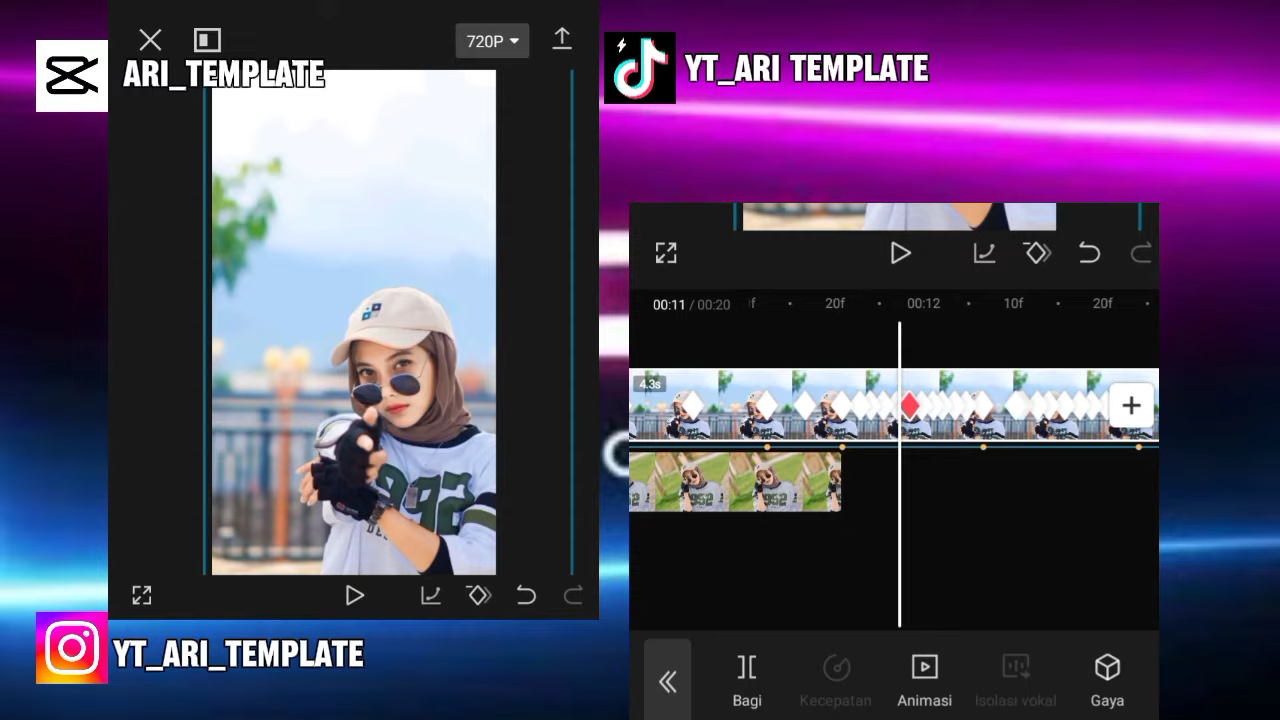 720P
ARI_TEMPLATE
YT_ARI TEMPLATE
992
00:11 / 00:20
20f
00:12
10f
20f
4.3s
Bagi
Kecepatan
Animasi
Isolasi vokal
Gaya
YT_ARI_TEMPLATE